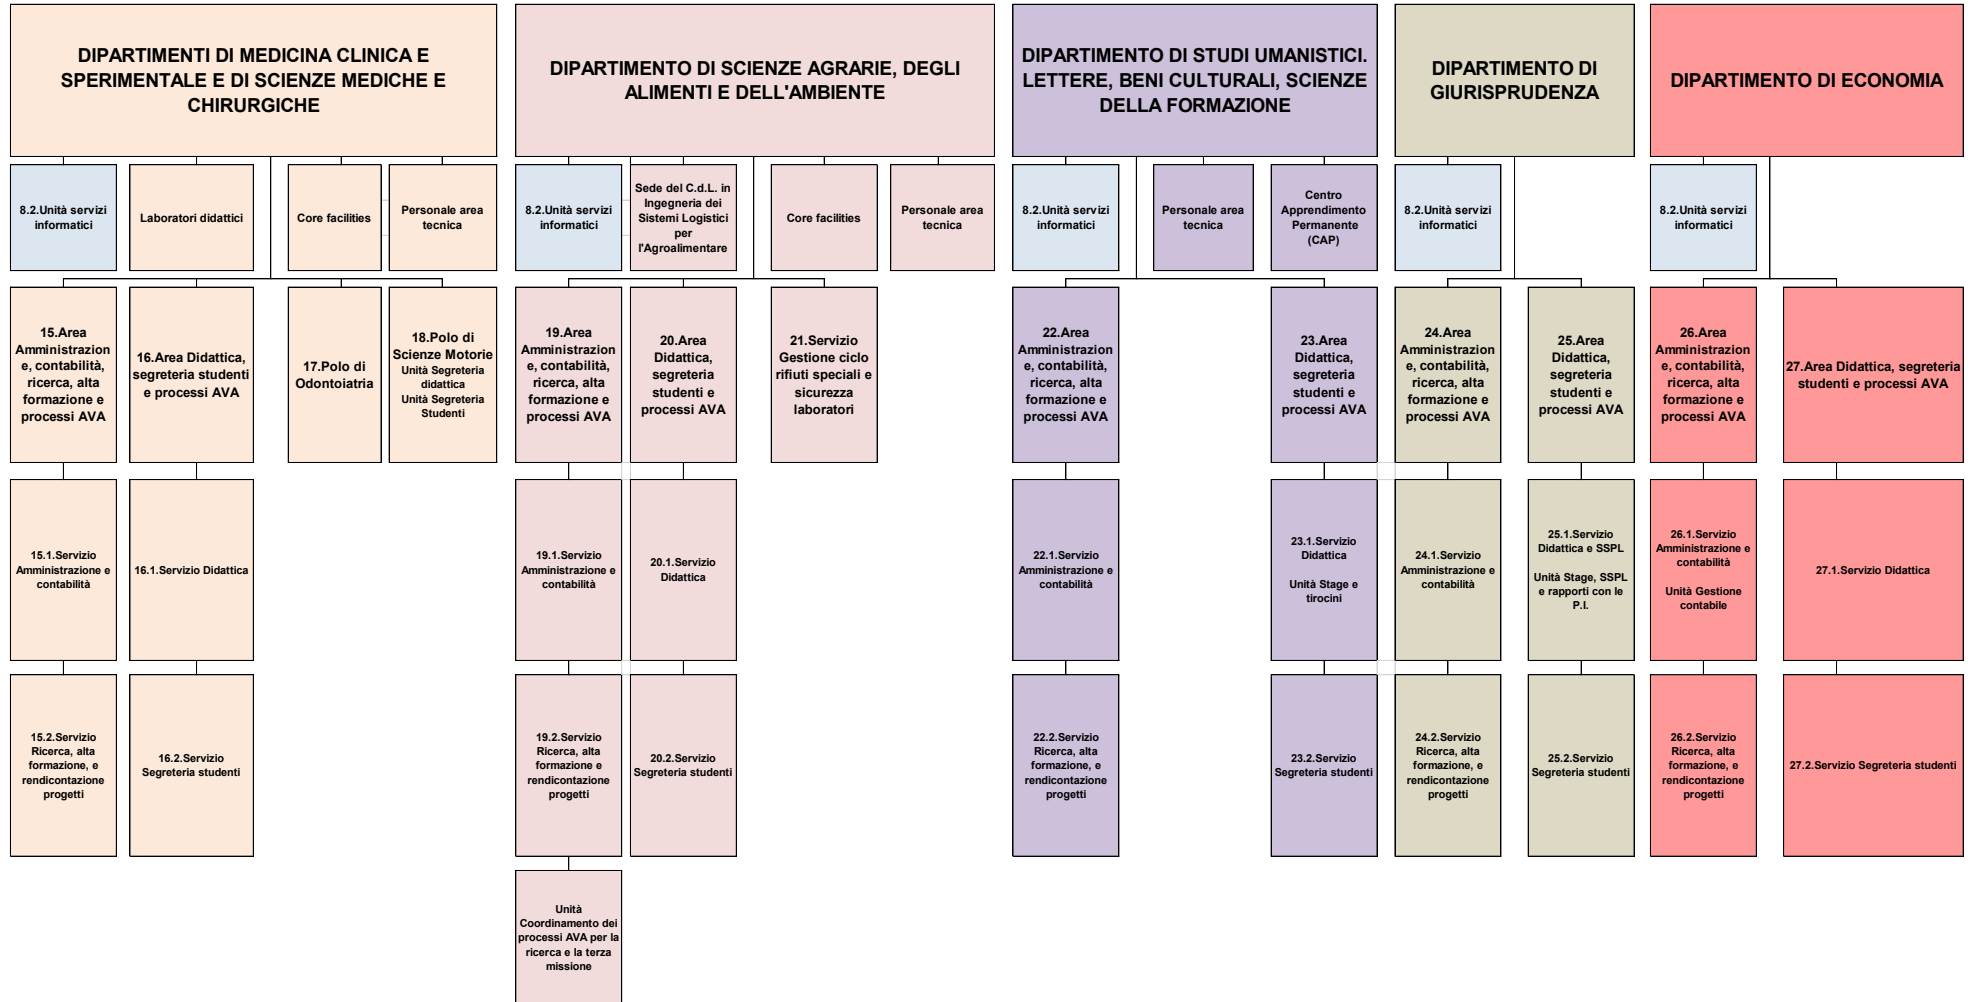 DIPARTIMENTI DI MEDICINA CLINICA E
SPERIMENTALE E DI SCIENZE MEDICHE E
CHIRURGICHE
DIPARTIMENTO DI SCIENZE AGRARIE, DEGLI
ALIMENTI E DELL'AMBIENTE
DIPARTIMENTO DI STUDI UMANISTICI.
LETTERE, BENI CULTURALI, SCIENZE
DELLA FORMAZIONE
DIPARTIMENTO DI
GIURISPRUDENZA
DIPARTIMENTO DI ECONOMIA
8.2.Unità servizi
informatici
Laboratori didattici
Core facilities
Personale area
tecnica
8.2.Unità servizi
informatici
Sede del C.d.L. in
Ingegneria dei
Sistemi Logistici
per
l'Agroalimentare
Core facilities
Personale area
tecnica
8.2.Unità servizi
informatici
Personale area
tecnica
Centro
Apprendimento
Permanente
(CAP)
8.2.Unità servizi
informatici
8.2.Unità servizi
informatici
15.Area
Amministrazion
e, contabilità,
ricerca, alta
formazione e
processi AVA
16.Area Didattica,
segreteria studenti
e processi AVA
17.Polo di
Odontoiatria
18.Polo di
Scienze Motorie
Unità Segreteria
didattica
Unità Segreteria
Studenti
19.Area
Amministrazion
e, contabilità,
ricerca, alta
formazione e
processi AVA
20.Area
Didattica,
segreteria
studenti e
processi AVA
21.Servizio
Gestione ciclo
rifiuti speciali e
sicurezza
laboratori
22.Area
Amministrazion
e, contabilità,
ricerca, alta
formazione e
processi AVA
23.Area
Didattica,
segreteria
studenti e
processi AVA
24.Area
Amministrazion
e, contabilità,
ricerca, alta
formazione e
processi AVA
25.Area
Didattica,
segreteria
studenti e
processi AVA
26.Area
Amministrazion
e, contabilità,
ricerca, alta
formazione e
processi AVA
27.Area Didattica, segreteria
studenti e processi AVA
15.1.Servizio
Amministrazione e
contabilità
16.1.Servizio Didattica
19.1.Servizio
Amministrazione e
contabilità
20.1.Servizio
Didattica
22.1.Servizio
Amministrazione e
contabilità
23.1.Servizio
Didattica
Unità Stage e
tirocini
24.1.Servizio
Amministrazione e
contabilità
25.1.Servizio
Didattica e SSPL
Unità Stage, SSPL
e rapporti con le
P.I.
26.1.Servizio
Amministrazione e
contabilità
Unità Gestione
contabile
27.1.Servizio Didattica
15.2.Servizio
Ricerca, alta
formazione, e
rendicontazione
progetti
16.2.Servizio
Segreteria studenti
19.2.Servizio
Ricerca, alta
formazione e
rendicontazione
progetti
20.2.Servizio
Segreteria studenti
22.2.Servizio
Ricerca, alta
formazione, e
rendicontazione
progetti
23.2.Servizio
Segreteria studenti
24.2.Servizio
Ricerca, alta
formazione, e
rendicontazione
progetti
25.2.Servizio
Segreteria studenti
26.2.Servizio
Ricerca, alta
formazione, e
rendicontazione
progetti
27.2.Servizio Segreteria studenti
Unità
Coordinamento dei
processi AVA per la
ricerca e la terza
missione